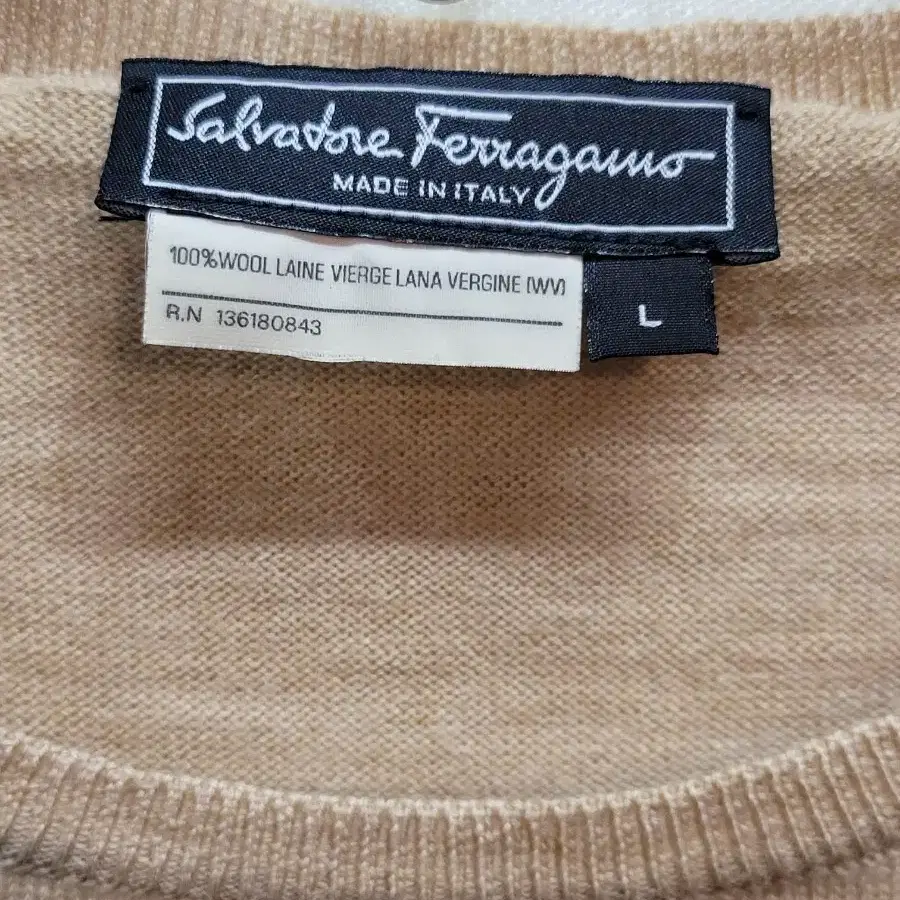 Salvatore Ferragamo
MADE IN ITALY
100%WOOL LAINE VIERGE LANA VERGINE (WV)
R.N 136180843
L